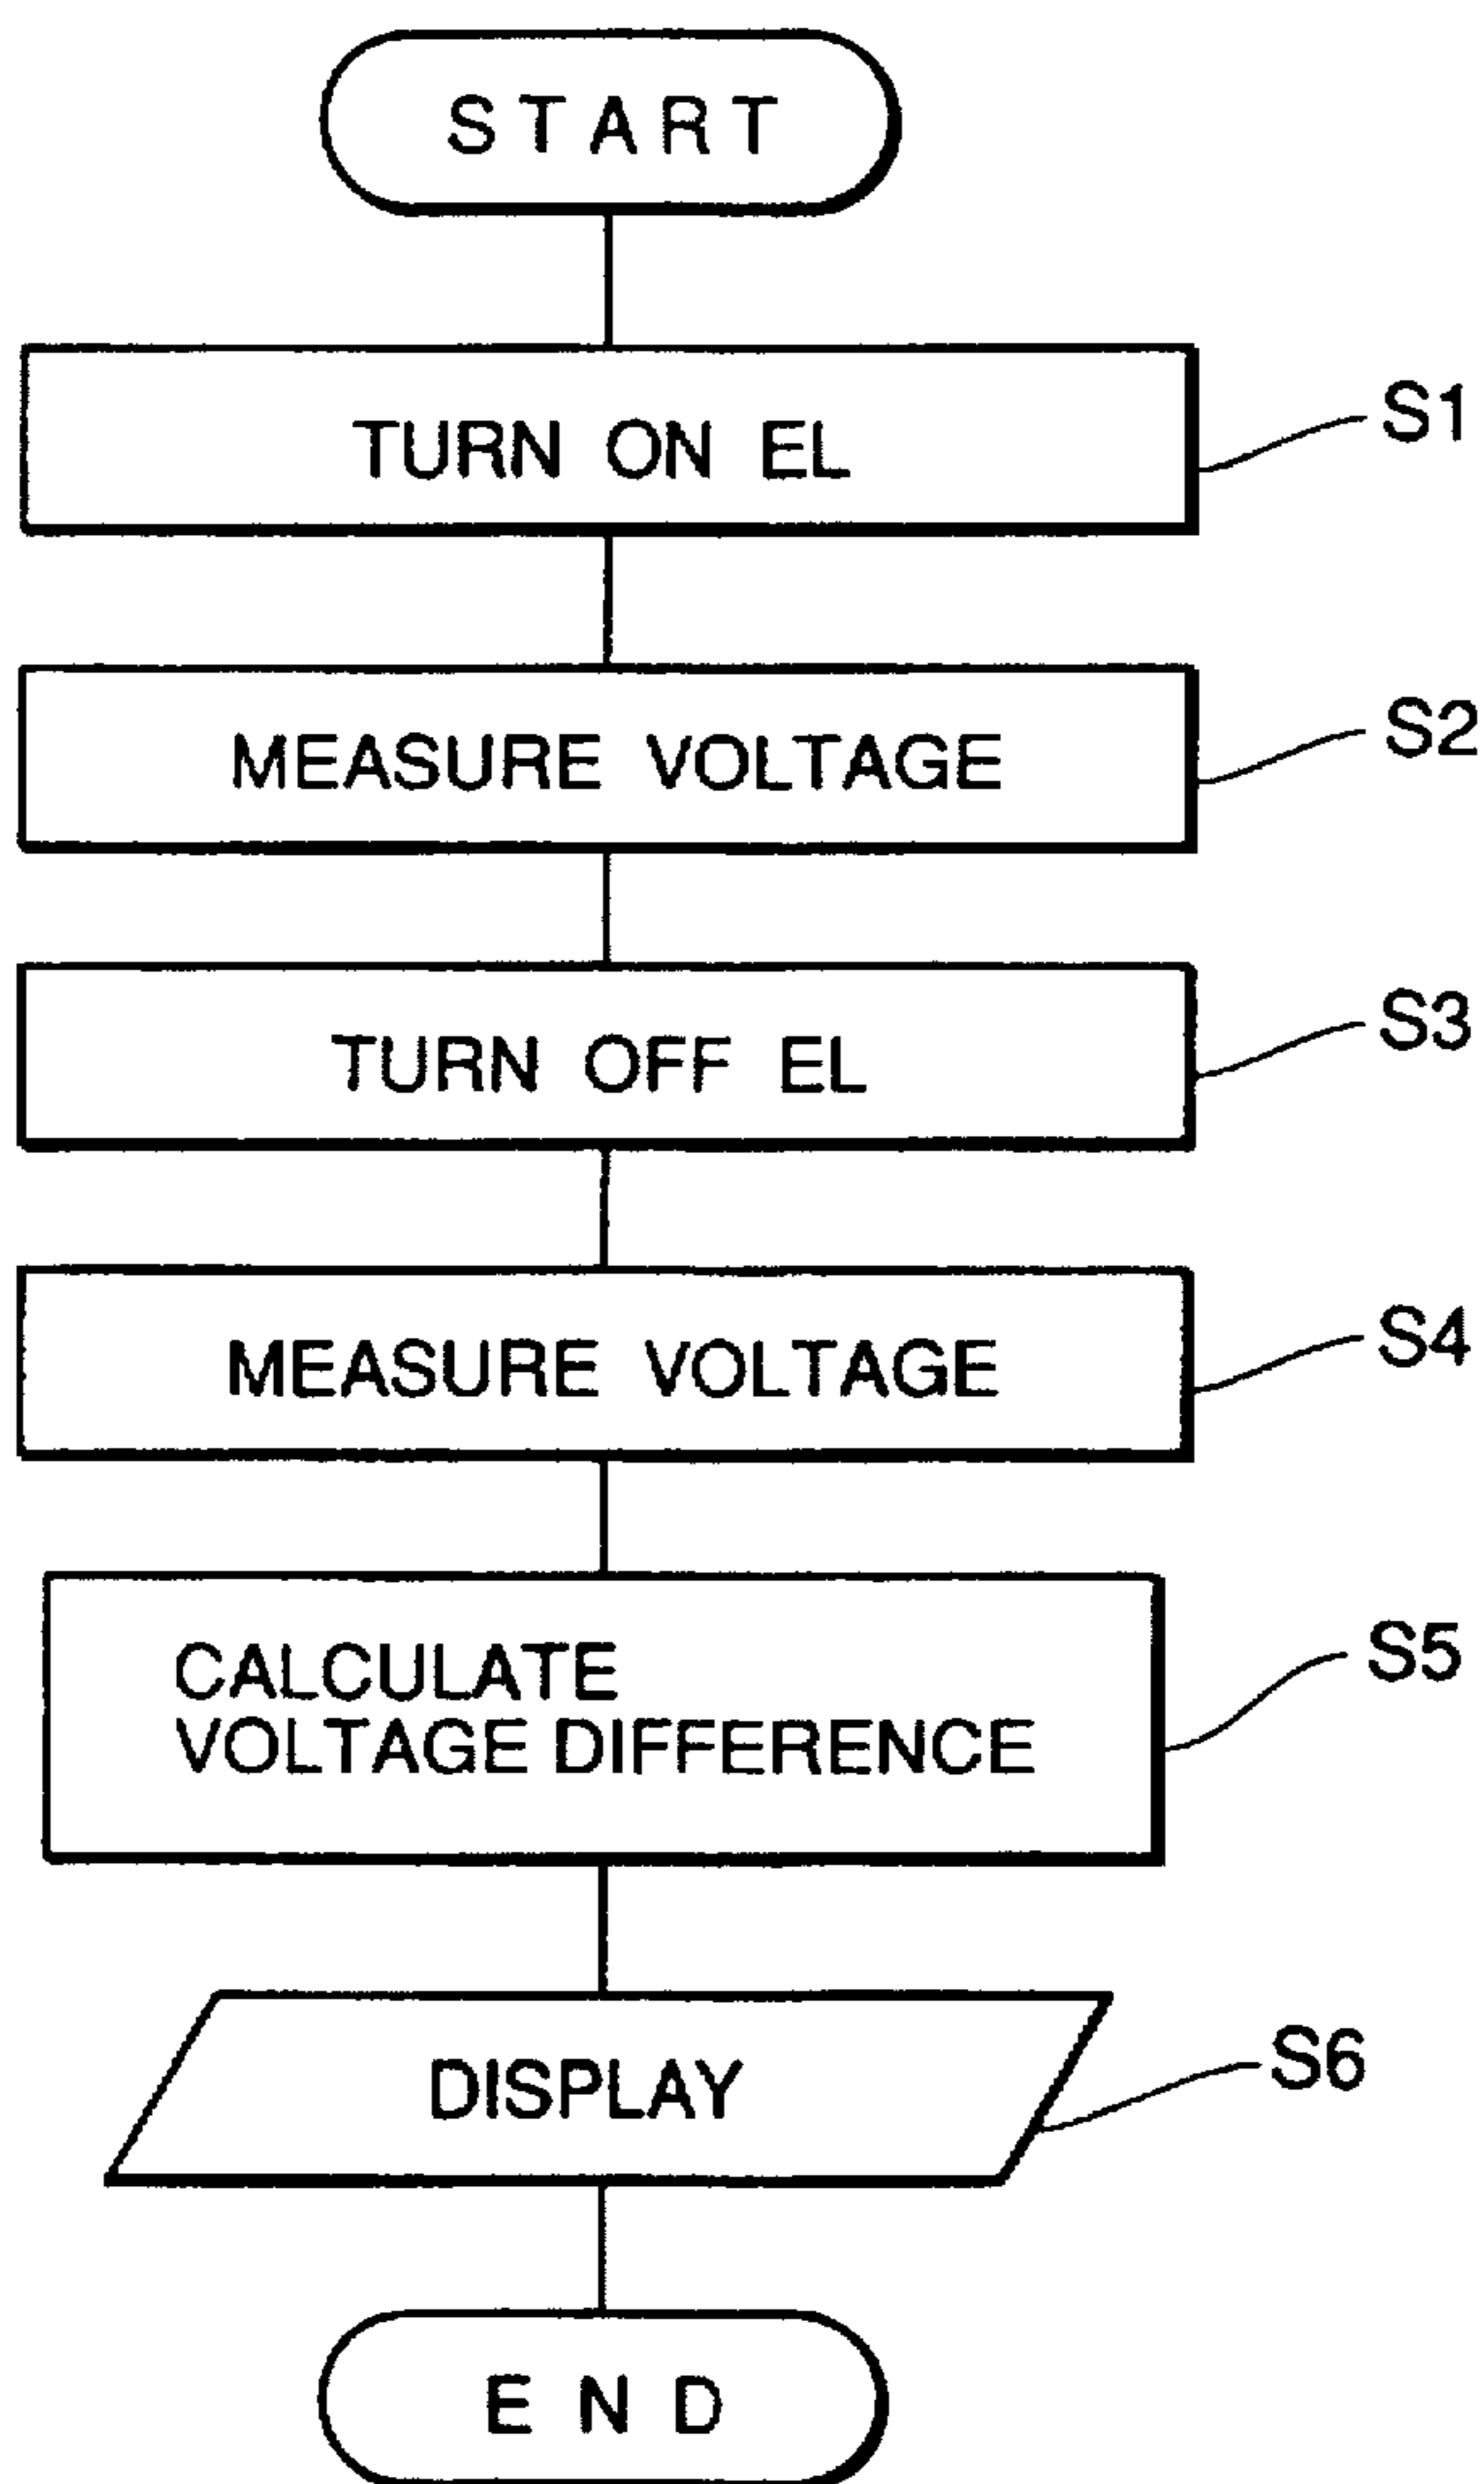 START
TURN ON EL
S1
MEASURE VOLTAGE
S2
TURN OFF EL
S3
MEASURE VOLTAGE
S4
CALCULATE
VOLTAGE DIFFERENCE
S5
DISPLAY
S6
END